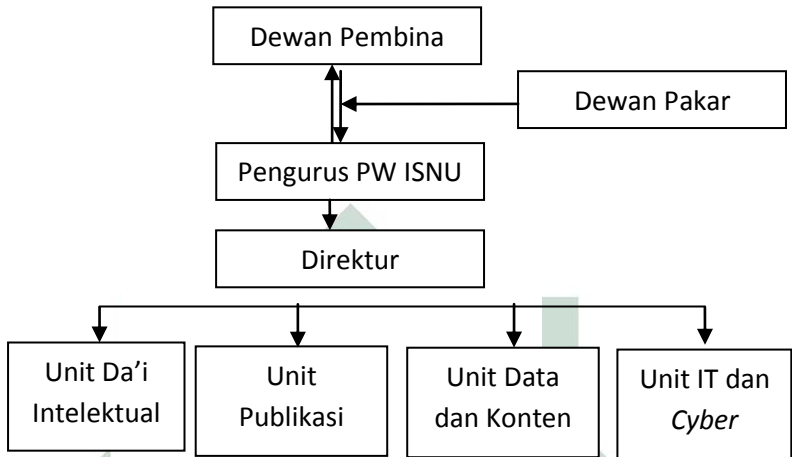 Dewan Pembina
Dewan Pakar
Pengurus PW ISNU
Direktur
Unit Da’i
Intelektual
Unit
Publikasi
Unit Data
dan Konten
Unit IT dan
Cyber